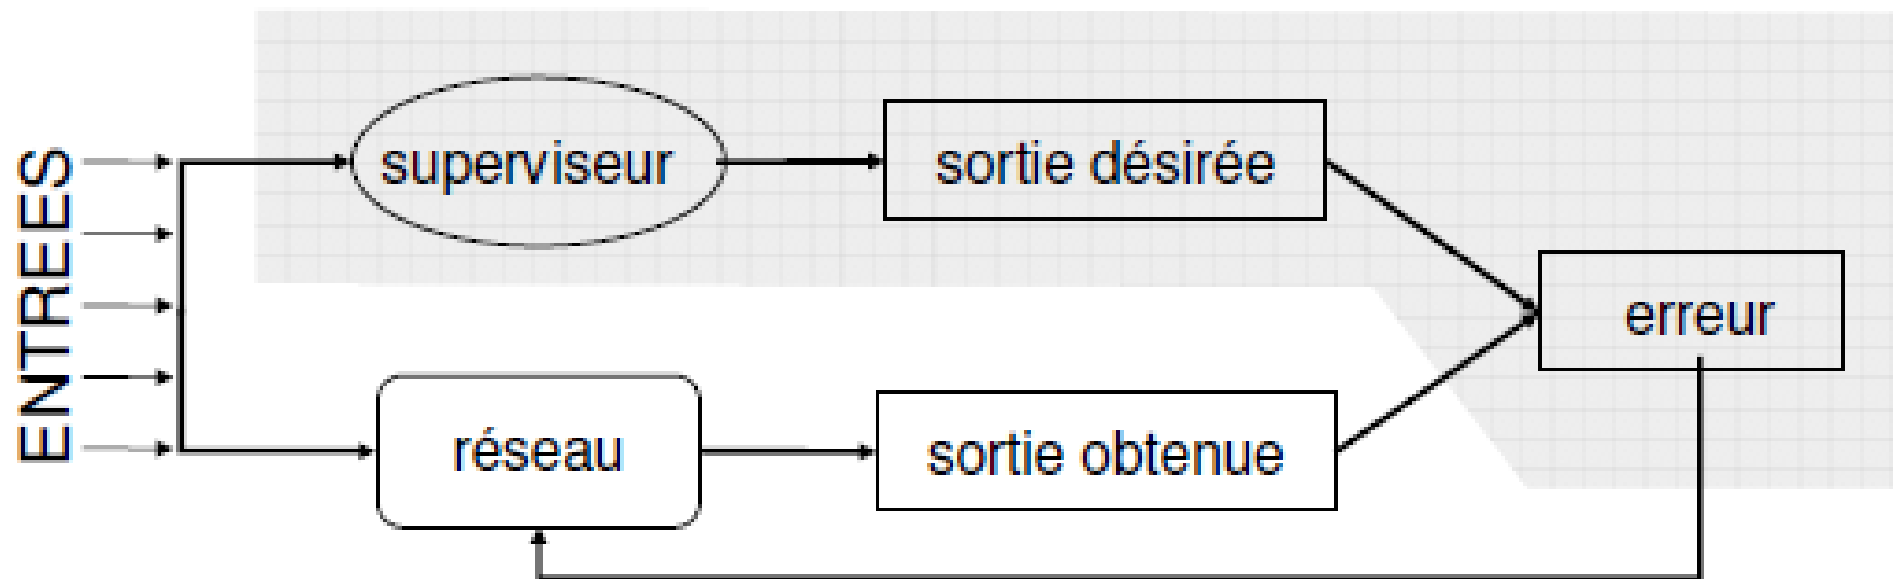 ENTREES
superviseur
sortie désirée
erreur
réseau
sortie obtenue